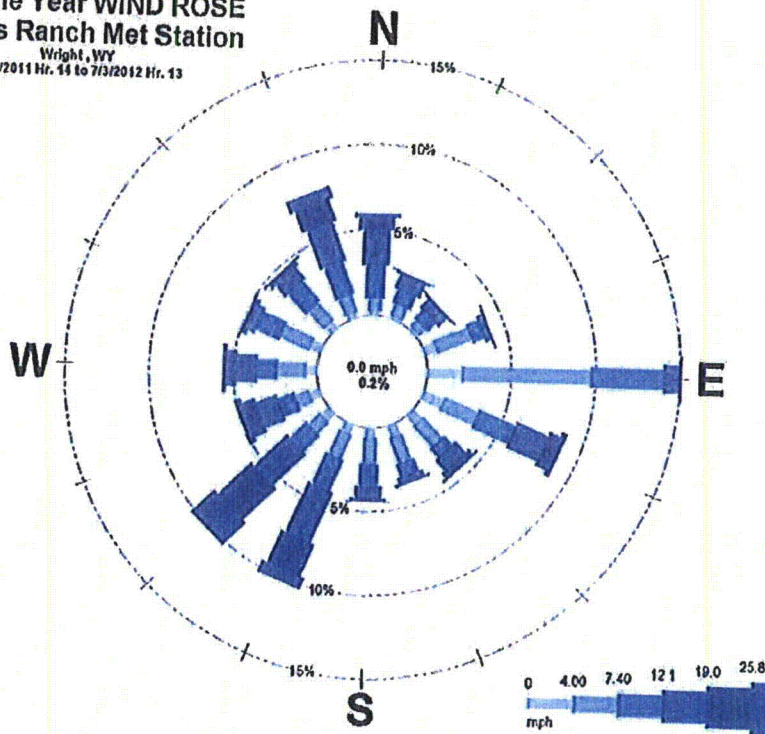 Year WIND ROSE
Ranch Met Station
Wright, WY
/2011 Hr. 14 to 7/3/2012 Hr. 13
N
15%
10%
5%
W
0.0 mph
0.2%
E
5%
10%
15%
S
0 4.00 7.40 12.1 19.0 25.8
mph